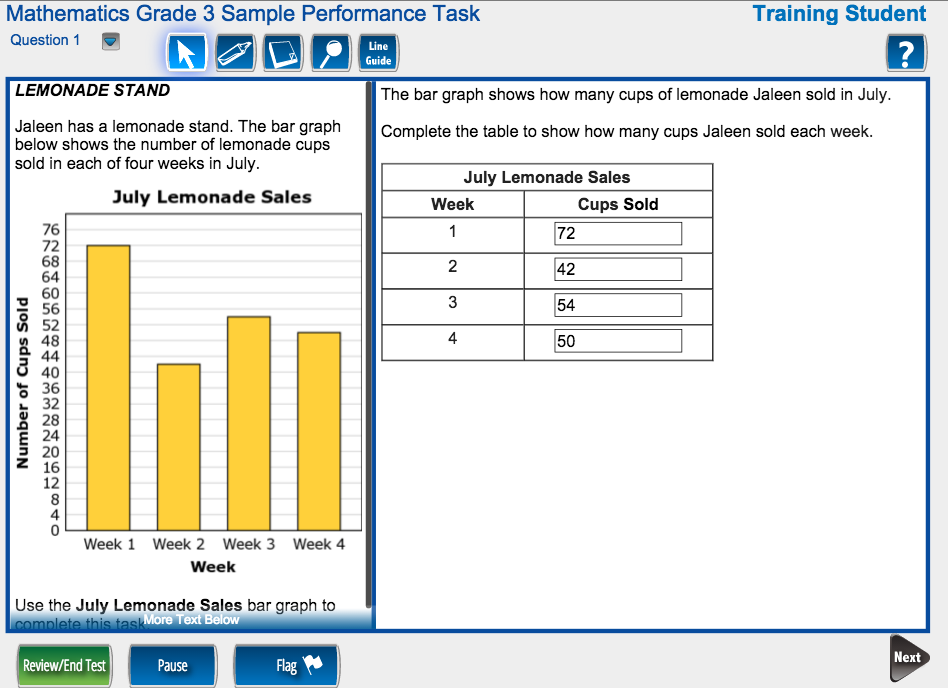 Mathematics Grade 3 Sample Performance Task
Training Student
Question 1
Line
Guide
?
LEMONADE STAND
Jaleen has a lemonade stand. The bar graph
below shows the number of lemonade cups
sold in each of four weeks in July.
July Lemonade Sales
Number of Cups Sold
76
72
68
64
60
56
52
48
44
40
36
32
28
24
20
16
12
8
4
0
Week 1 Week 2 Week 3 Week 4
Week
Use the July Lemonade Sales bar graph to
complete this task.
More Text Below
The bar graph shows how many cups of lemonade Jaleen sold in July.
Complete the table to show how many cups Jaleen sold each week.
July Lemonade Sales
Week Cups Sold
1 72
2 42
3 54
4 50
Review/End Test
Pause
Flag
Next